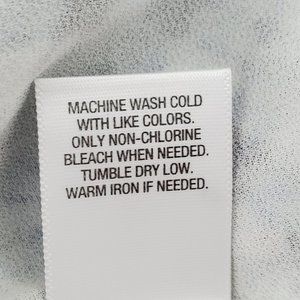 MACHINE WASH COLD
WITH LIKE COLORS.
ONLY NON-CHLORINE
BLEACH WHEN NEEDED.
TUMBLE DRY LOW.
WARM IRON IF NEEDED.